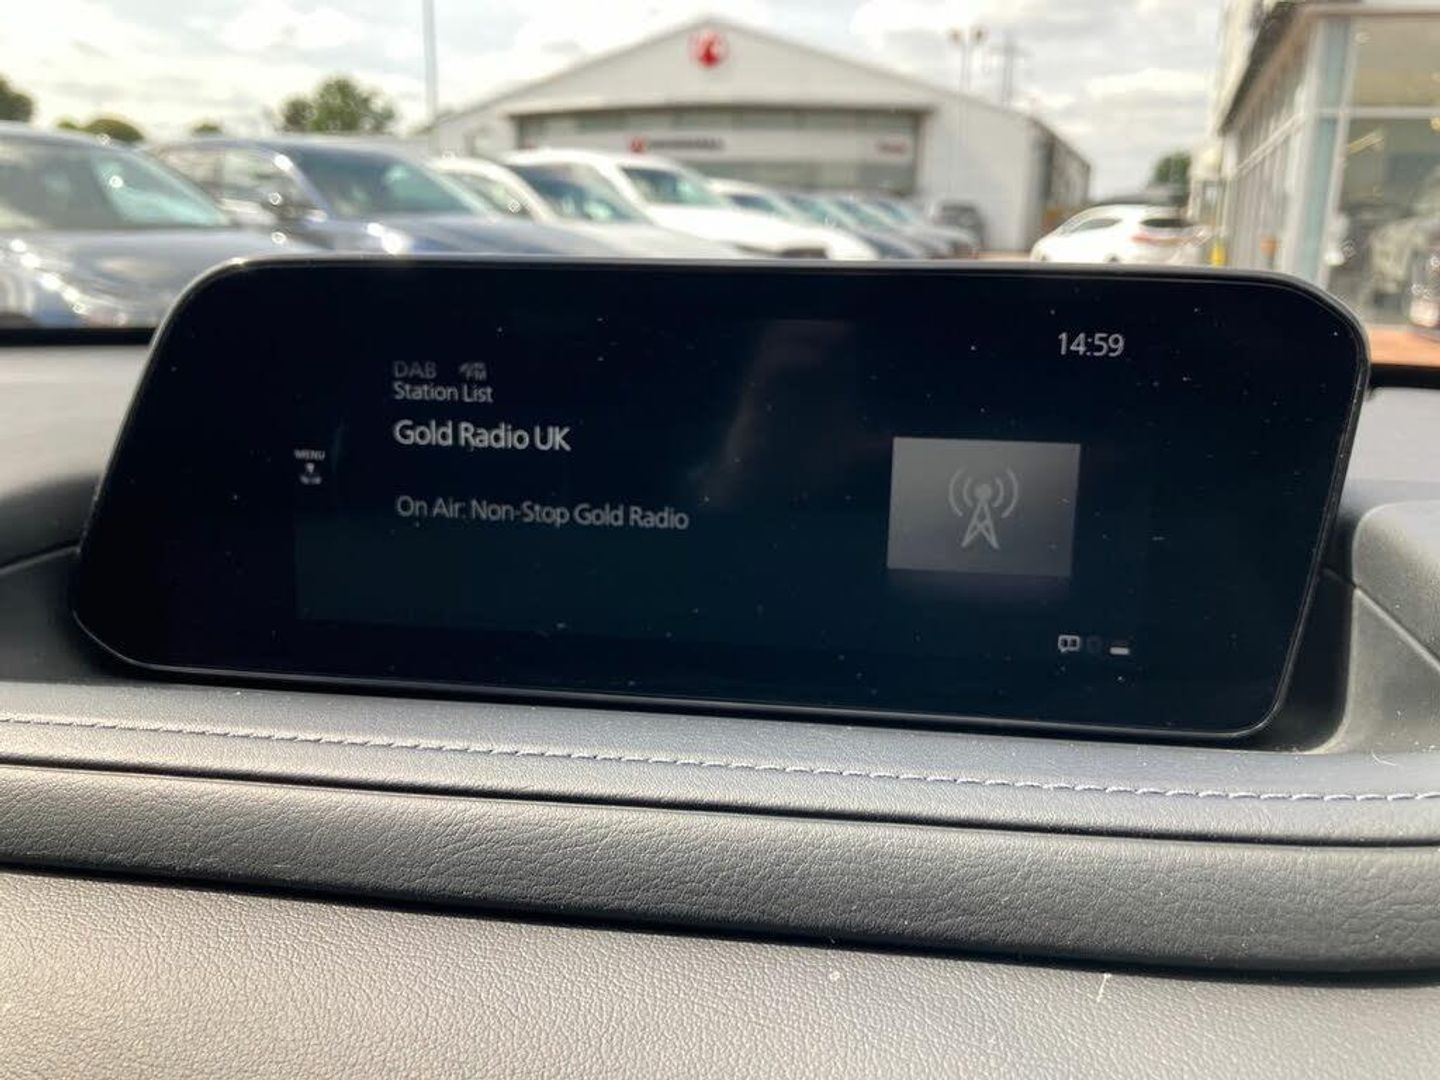 14:59
DAB
Station List
Gold Radio UK
MENU
On Air: Non-Stop Gold Radio